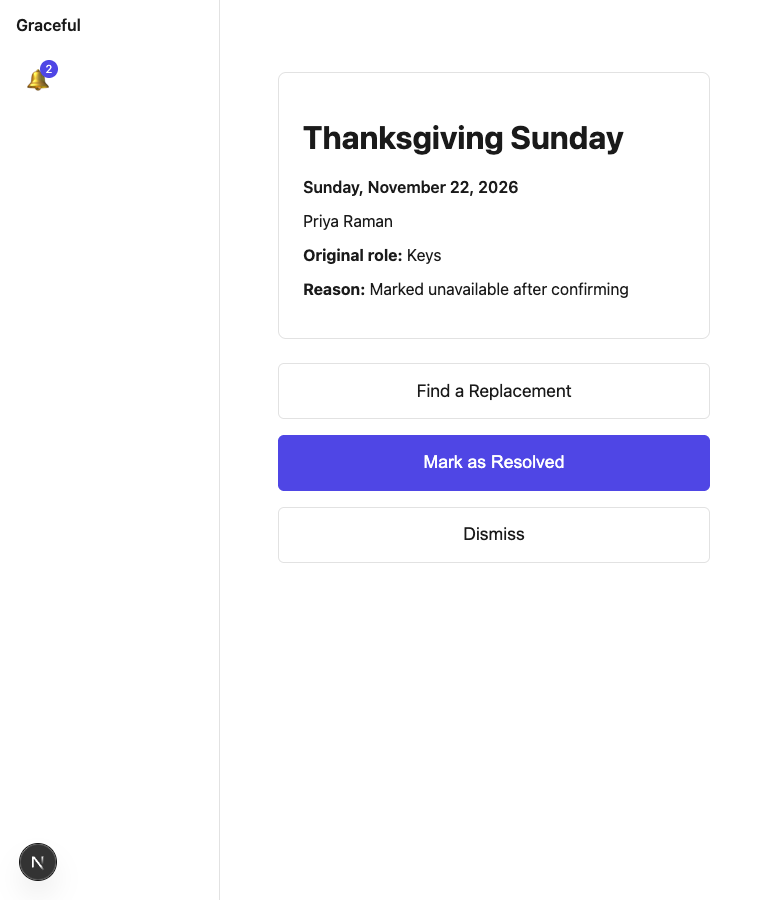 Graceful
2
Thanksgiving Sunday
Sunday, November 22, 2026
Priya Raman
Original role: Keys
Reason: Marked unavailable after confirming
Find a Replacement
Mark as Resolved
Dismiss
N